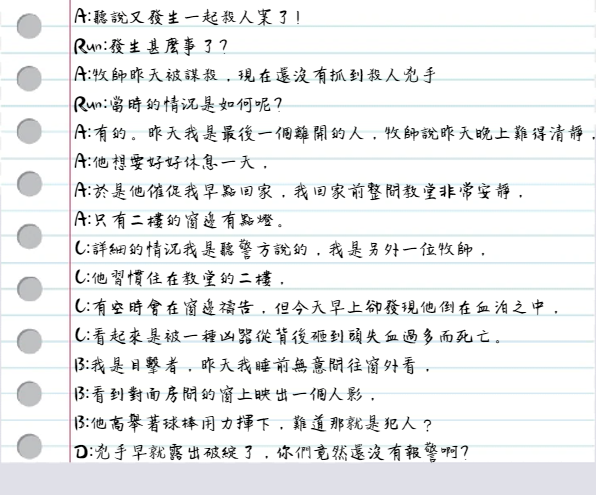 A:聽說又發生一起殺人案了!
Run:發生甚麼事了?
A:牧師昨天被謀殺，現在還沒有抓到殺人兇手
Run:當時的情況是如何呢?
A:有的。昨天我是最後一個離開的人，牧師說昨天晚上難得清靜，
A:他想要好好休息一天，
A:於是他催促我早點回家，我回家前整間教堂非常安靜，
A:只有二樓的窗邊有點燈。
C:詳細的情況我是聽警方說的，我是另外一位牧師，
C:他習慣住在教堂的二樓，
C:有空時會在窗邊禱告，但今天早上卻發現他倒在血泊之中，
C:看起來是被一種凶器從背後砸到頭失血過多而死亡。
B:我是目擊者，昨天我睡前無意間往窗外看，
B:看到對面房間的窗上映出一個人影，
B:他高舉著球棒用力揮下，難道那就是犯人?
D:兇手早就露出破綻了，你們竟然還沒有報警啊?